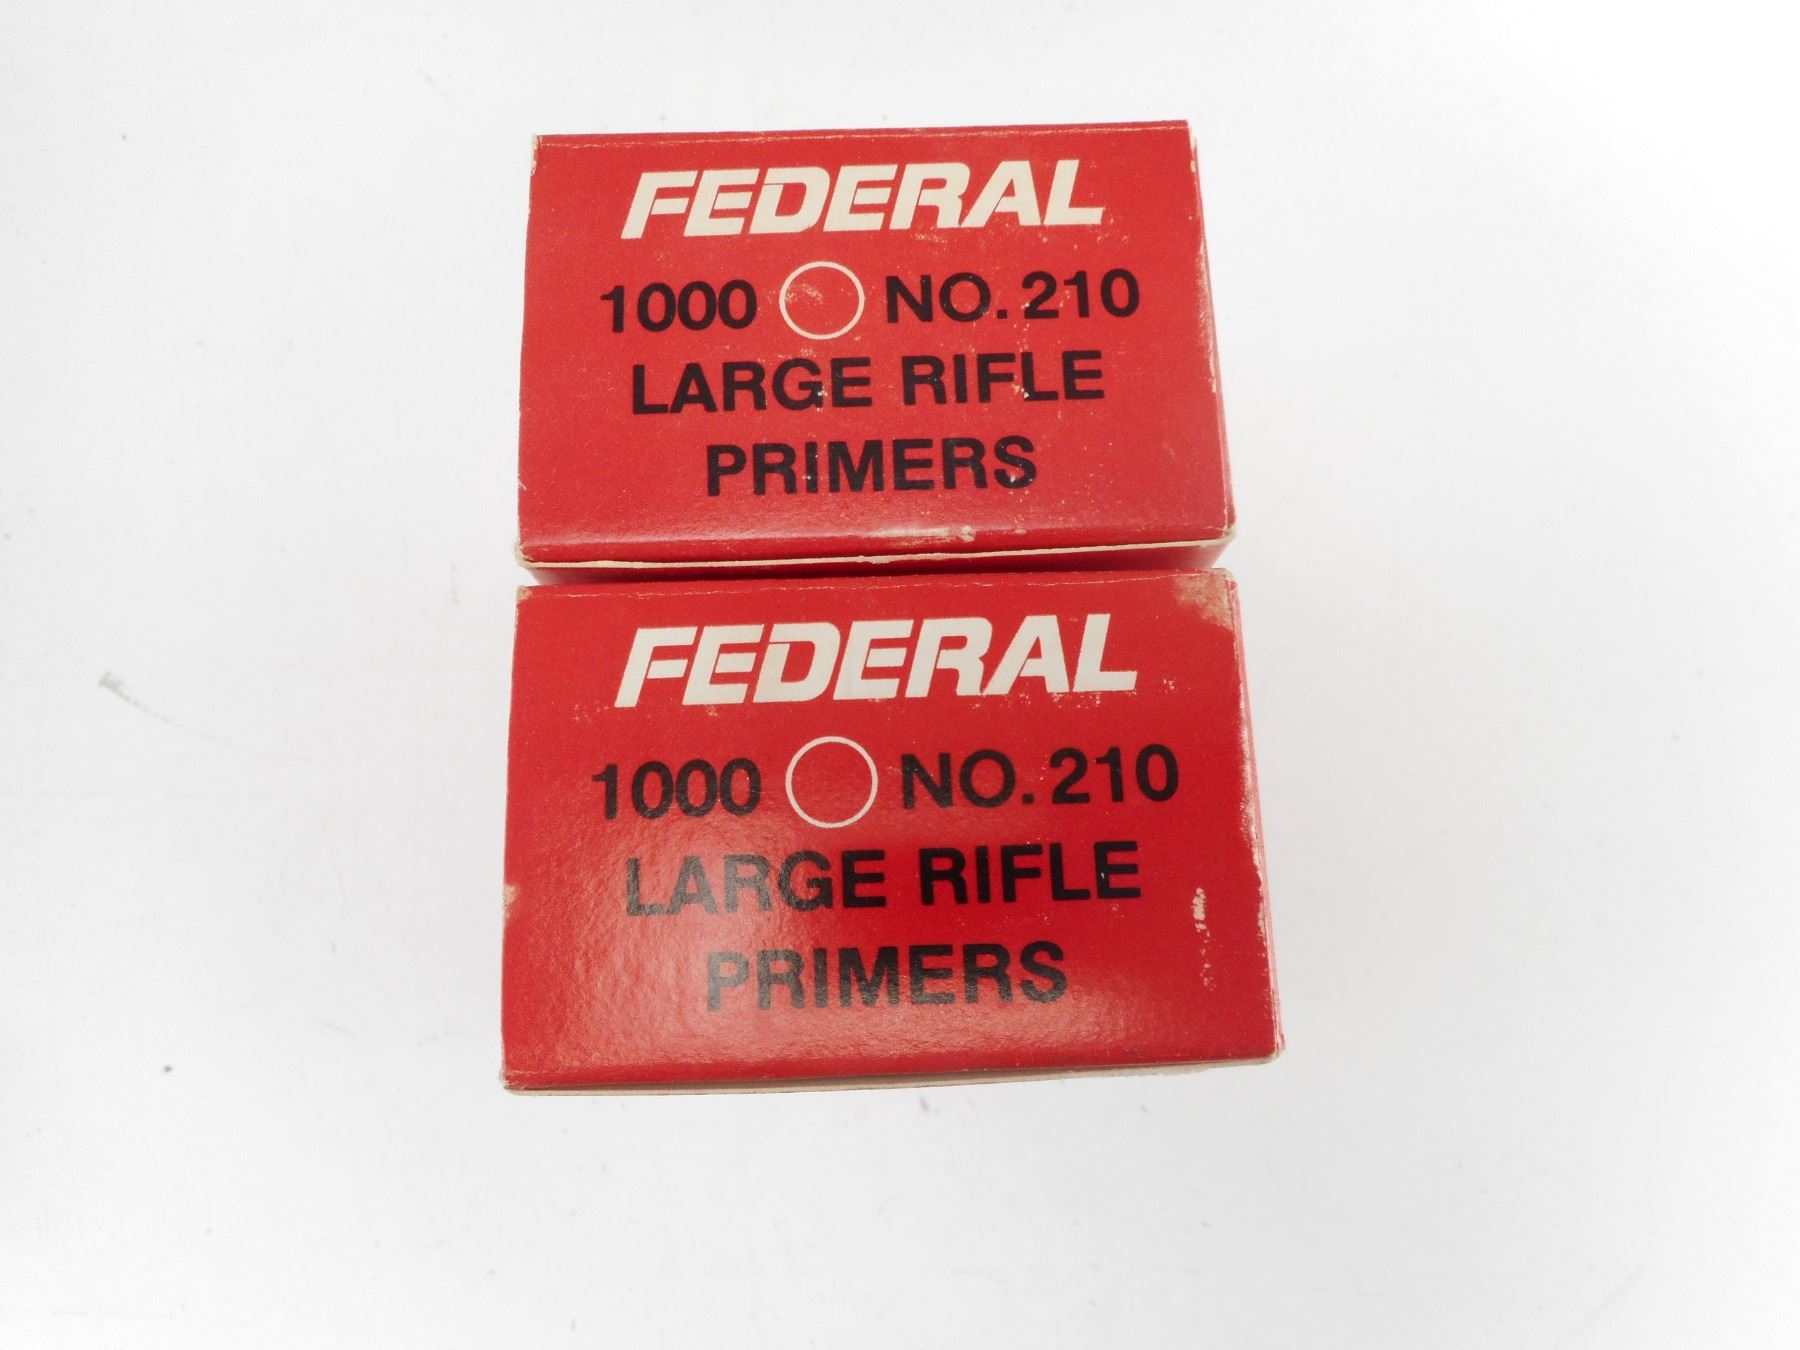 FEDERAL
1000 NO. 210
LARGE RIFLE
PRIMERS
FEDERAL
1000 NO. 210
LARGE RIFLE
PRIMERS